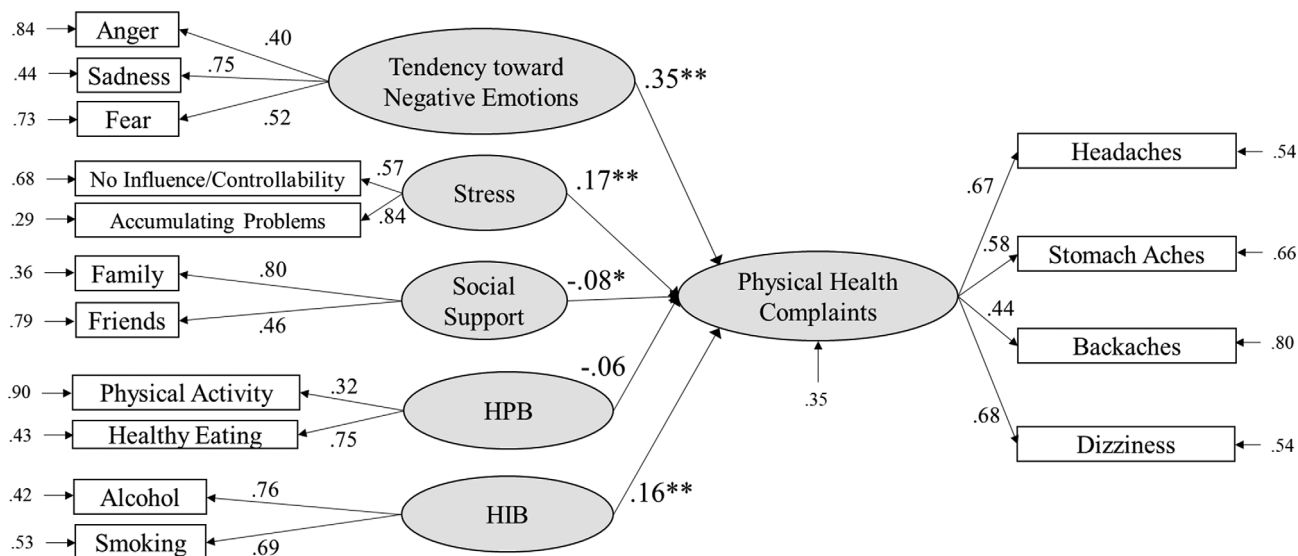 .84
Anger
.40
.44
Sadness
.75
.73
Fear
.52
Tendency toward
Negative Emotions
.35**
.68
No Influence/Controllability
.57
.29
Accumulating Problems
.84
Stress
.17**
.36
Family
.80
.79
Friends
.46
Social
Support
-.08*
.90
Physical Activity
.32
.43
Healthy Eating
.75
HPB
-.06
.42
Alcohol
.76
.53
Smoking
.69
HIB
.16**
Physical Health
Complaints
.35
.67
Headaches
.54
.58
Stomach Aches
.66
.44
Backaches
.80
.68
Dizziness
.54